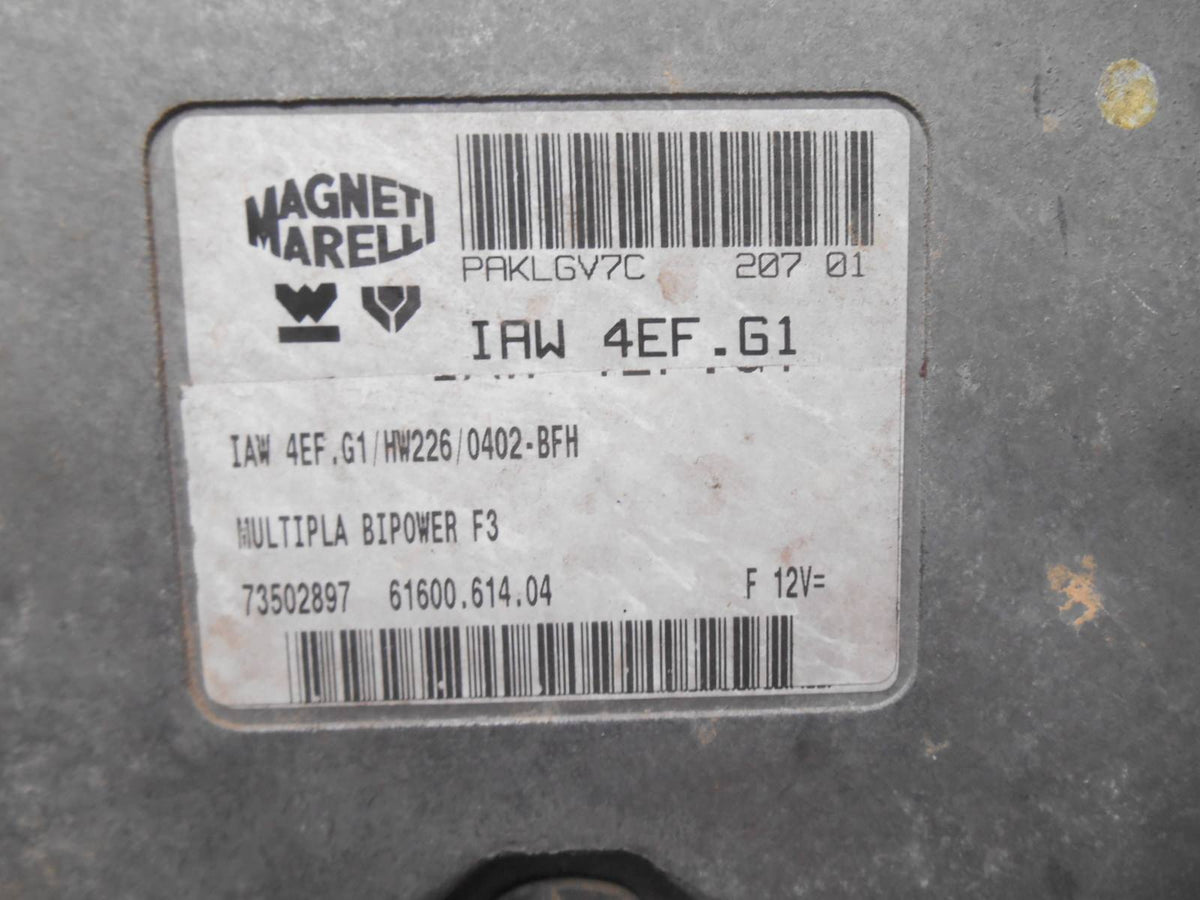 MAGNETI
MARELLI
PAKLGV7C 207 01
IAW 4EF.G1
IAW 4EF.G1/HW226/0402-BFH
MULTIPLA BIPOWER F3
73502897 61600.614.04 F 12V=